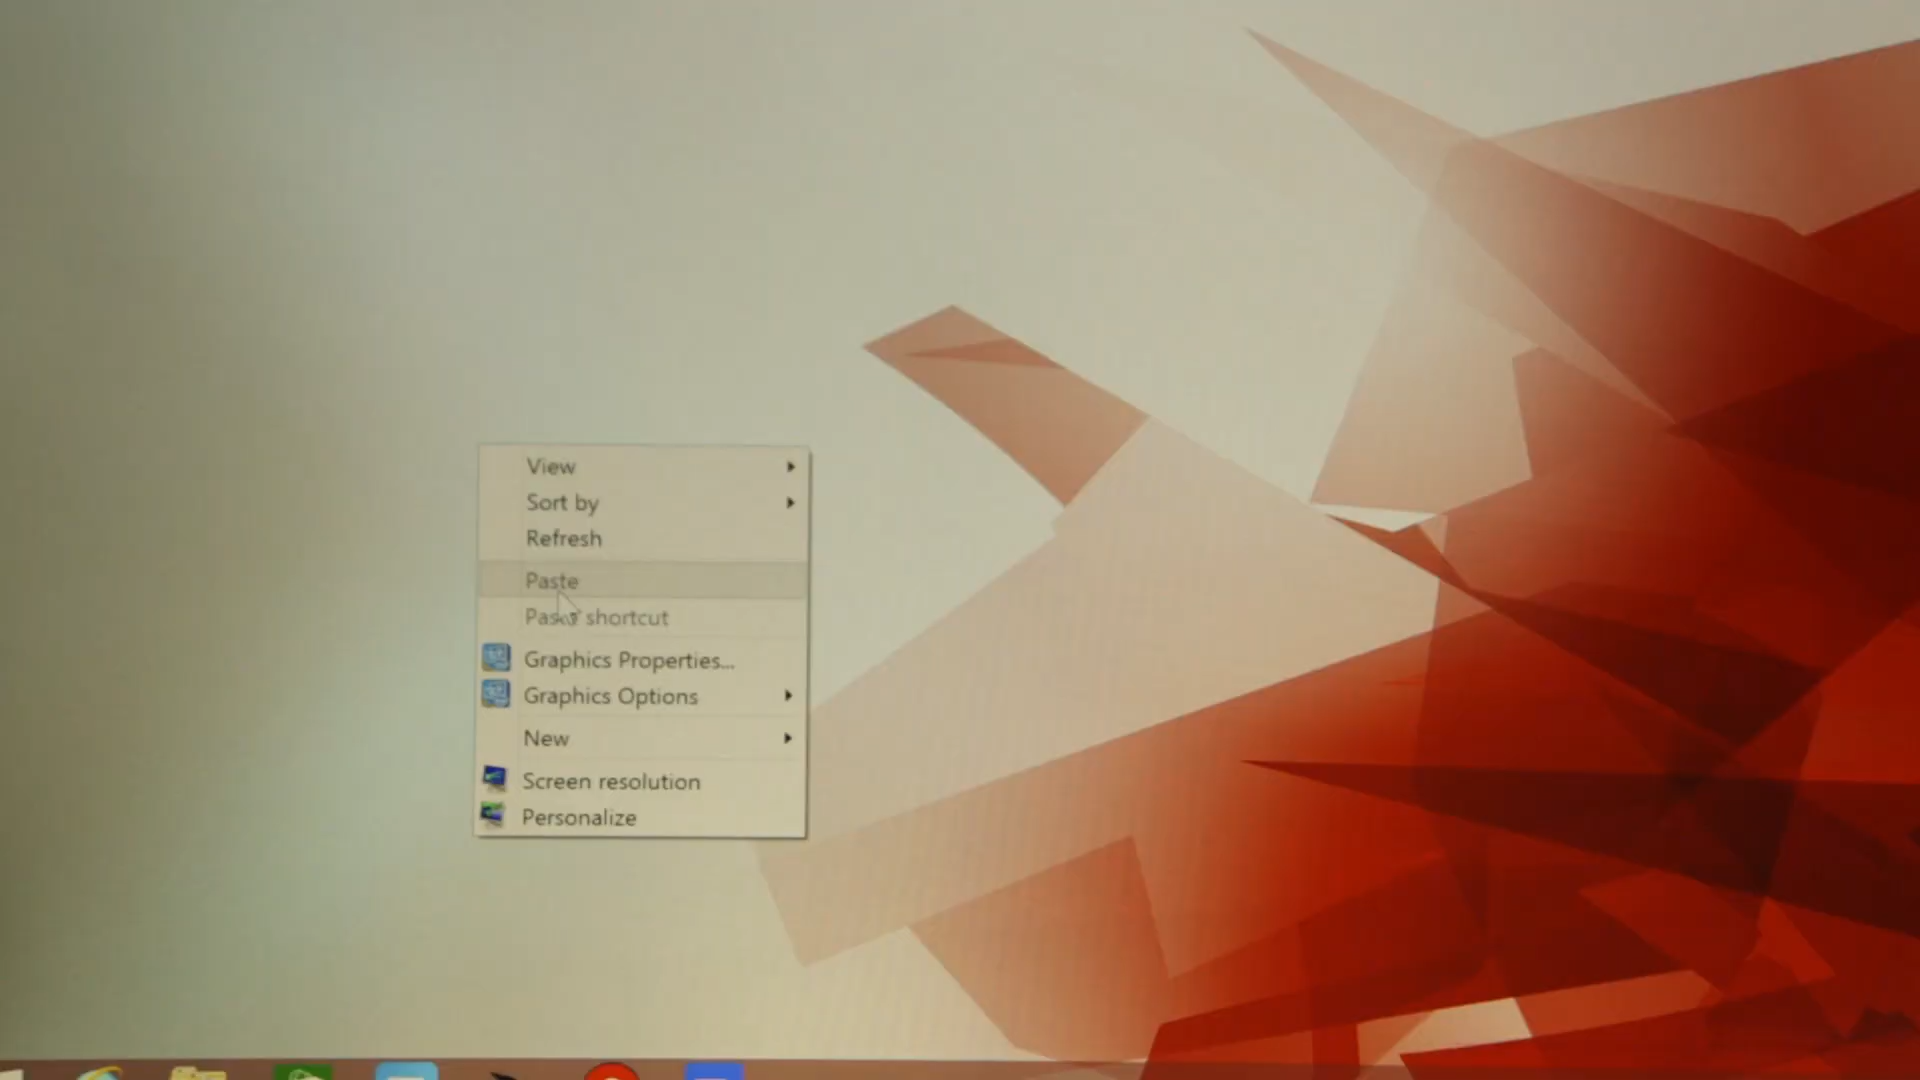 View
Sort by
Refresh
Paste
Paste shortcut
Graphics Properties...
Graphics Options
New
Screen resolution
Personalize